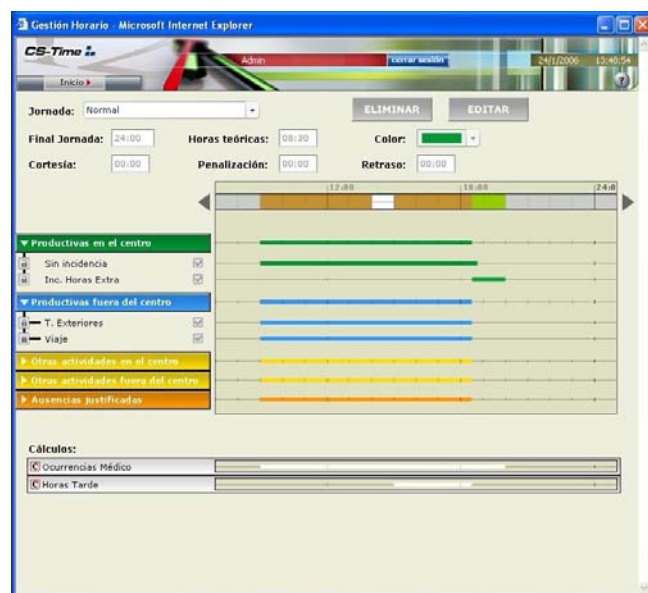 Gestión Horario - Microsoft Internet Explorer
CS-Time
Admin
cerrar sesión
24/1/2006 13:40:54
Inicio
?
Jornada: Normal
ELIMINAR EDITAR
Final Jornada: 24:00 Horas teóricas: 08:30 Color:
Cortesía: 00:00 Penalización: 00:00 Retraso: 00:00
12:00 18:00 24:0
Productivas en el centro
Sin incidencia
Inc. Horas Extra
Productivas fuera del centro
T. Exteriores
Viaje
Otras actividades en el centro
Otras actividades fuera del centro
Ausencias justificadas
Cálculos:
C Ocurrencias Médico
C Horas Tarde